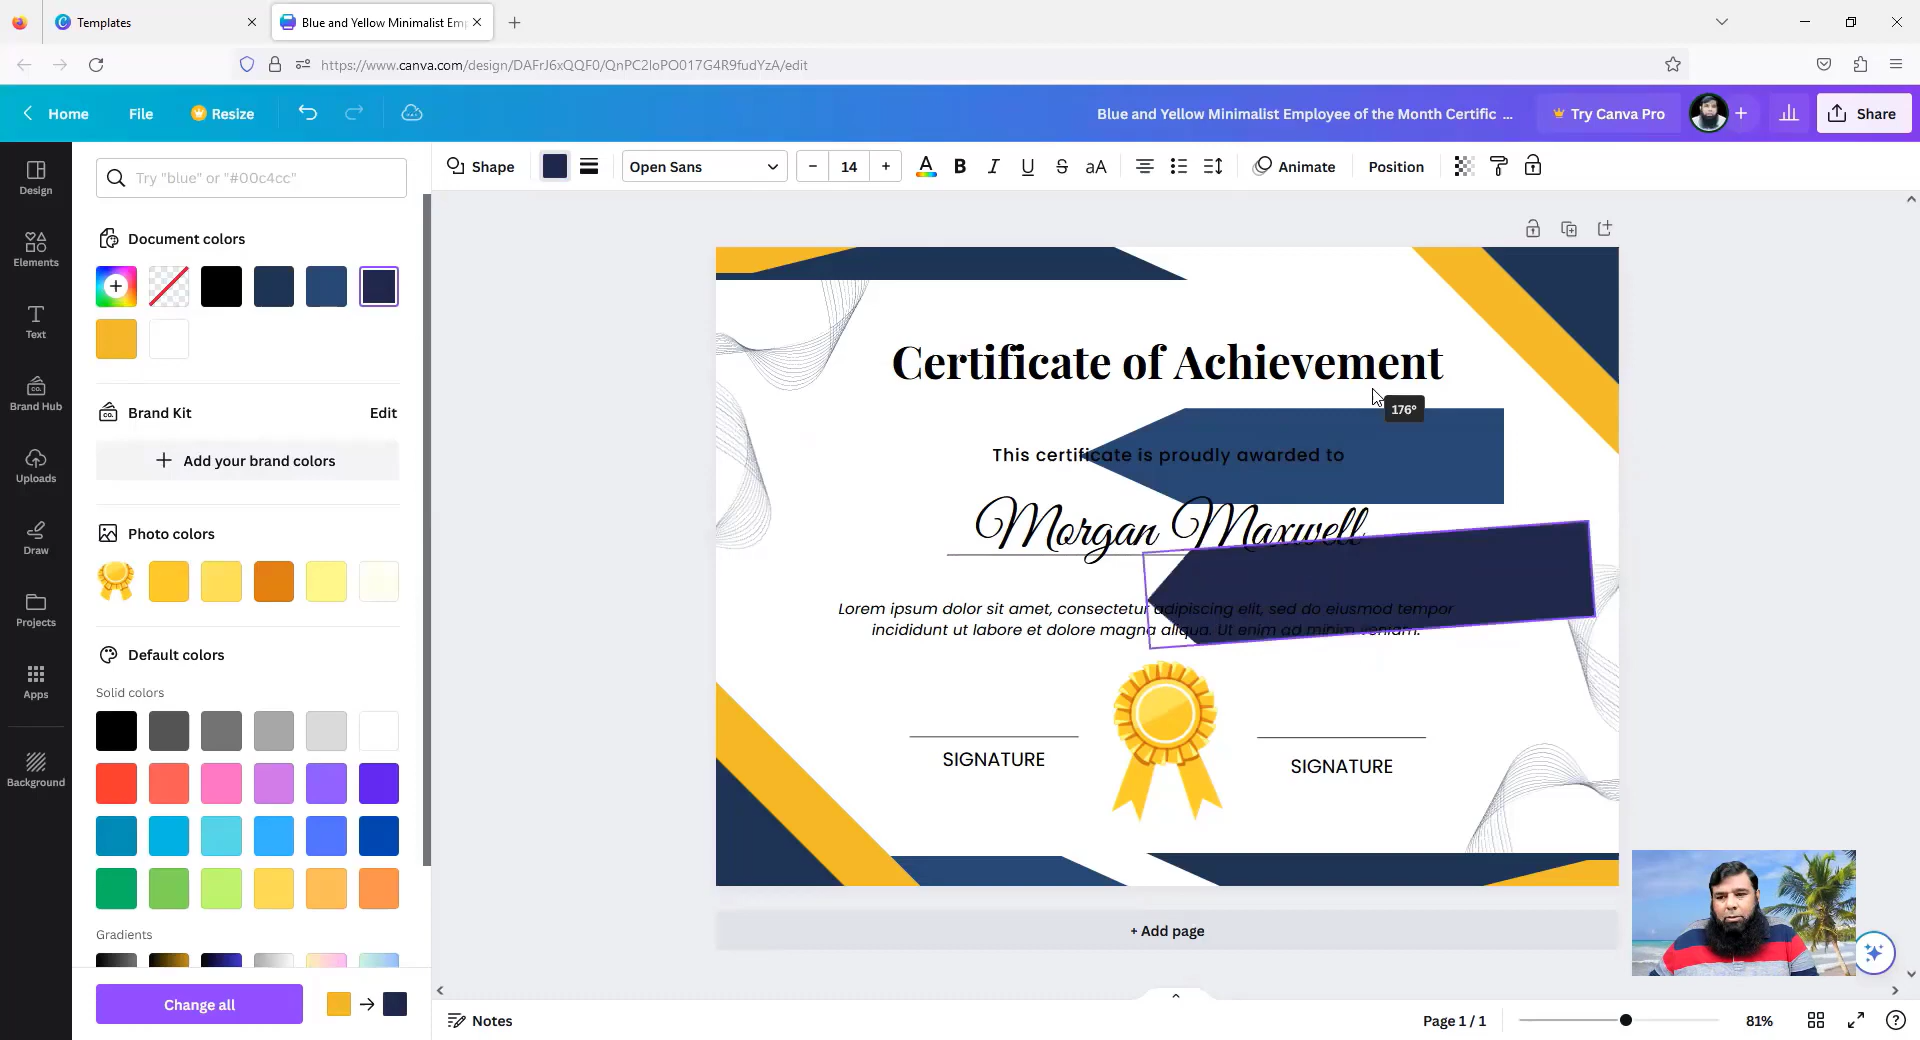 Templates
Blue and Yellow Minimalist Em
https://www.canva.com/design/DAFrJ6xQQF0/QnPC2loPO017G4R9fudYzA/edit
Home
File
Resize
Blue and Yellow Minimalist Employee of the Month Certific ...
Try Canva Pro
Share
Try "blue" or "#00c4cc"
Shape
Open Sans
14
A
B
I
U
S
aA
Animate
Position
Design
Elements
Text
Brand Hub
Uploads
Draw
Projects
Apps
Background
Document colors
Brand Kit
Edit
Add your brand colors
Photo colors
Default colors
Solid colors
Gradients
Change all
Certificate of Achievement
176°
This certificate is proudly awarded to
Morgan Maxwell
Lorem ipsum dolor sit amet, consectetur adipiscing elit, sed do eiusmod tempor
incididunt ut labore et dolore magna aliqua. Ut enim ad minim veniam.
SIGNATURE
SIGNATURE
+ Add page
Notes
Page 1 / 1
81%